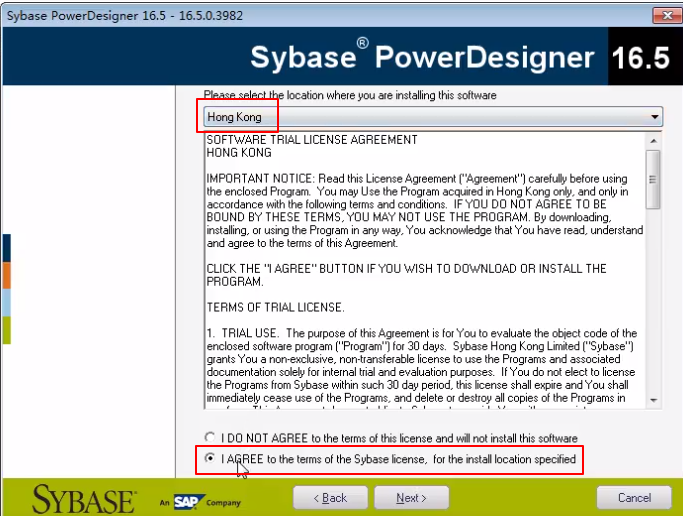 Sybase PowerDesigner 16.5 - 16.5.0.3982
Sybase® PowerDesigner 16.5
Please select the location where you are installing this software
Hong Kong
SOFTWARE TRIAL LICENSE AGREEMENT
HONG KONG
IMPORTANT NOTICE: Read this License Agreement ("Agreement") carefully before using
the enclosed Program. You may Use the Program acquired in Hong Kong only, and only in
accordance with the following terms and conditions. IF YOU DO NOT AGREE TO BE
BOUND BY THESE TERMS, YOU MAY NOT USE THE PROGRAM. By downloading,
installing, or using the Program in any way, You acknowledge that You have read, understand
and agree to the terms of this Agreement.
CLICK THE "I AGREE" BUTTON IF YOU WISH TO DOWNLOAD OR INSTALL THE
PROGRAM.
TERMS OF TRIAL LICENSE.
1. TRIAL USE. The purpose of this Agreement is for You to evaluate the object code of the
enclosed software program ("Program") for 30 days. Sybase Hong Kong Limited ("Sybase")
grants You a non-exclusive, non-transferable license to use the Programs and associated
documentation solely for internal trial and evaluation purposes. If You do not elect to license
the Programs from Sybase within such 30 day period, this license shall expire and You shall
immediately cease use of the Programs, and delete or destroy all copies of the Programs in
I DO NOT AGREE to the terms of this license and will not install this software
I AGREE to the terms of the Sybase license, for the install location specified
SYBASE An SAP Company
< Back
Next >
Cancel